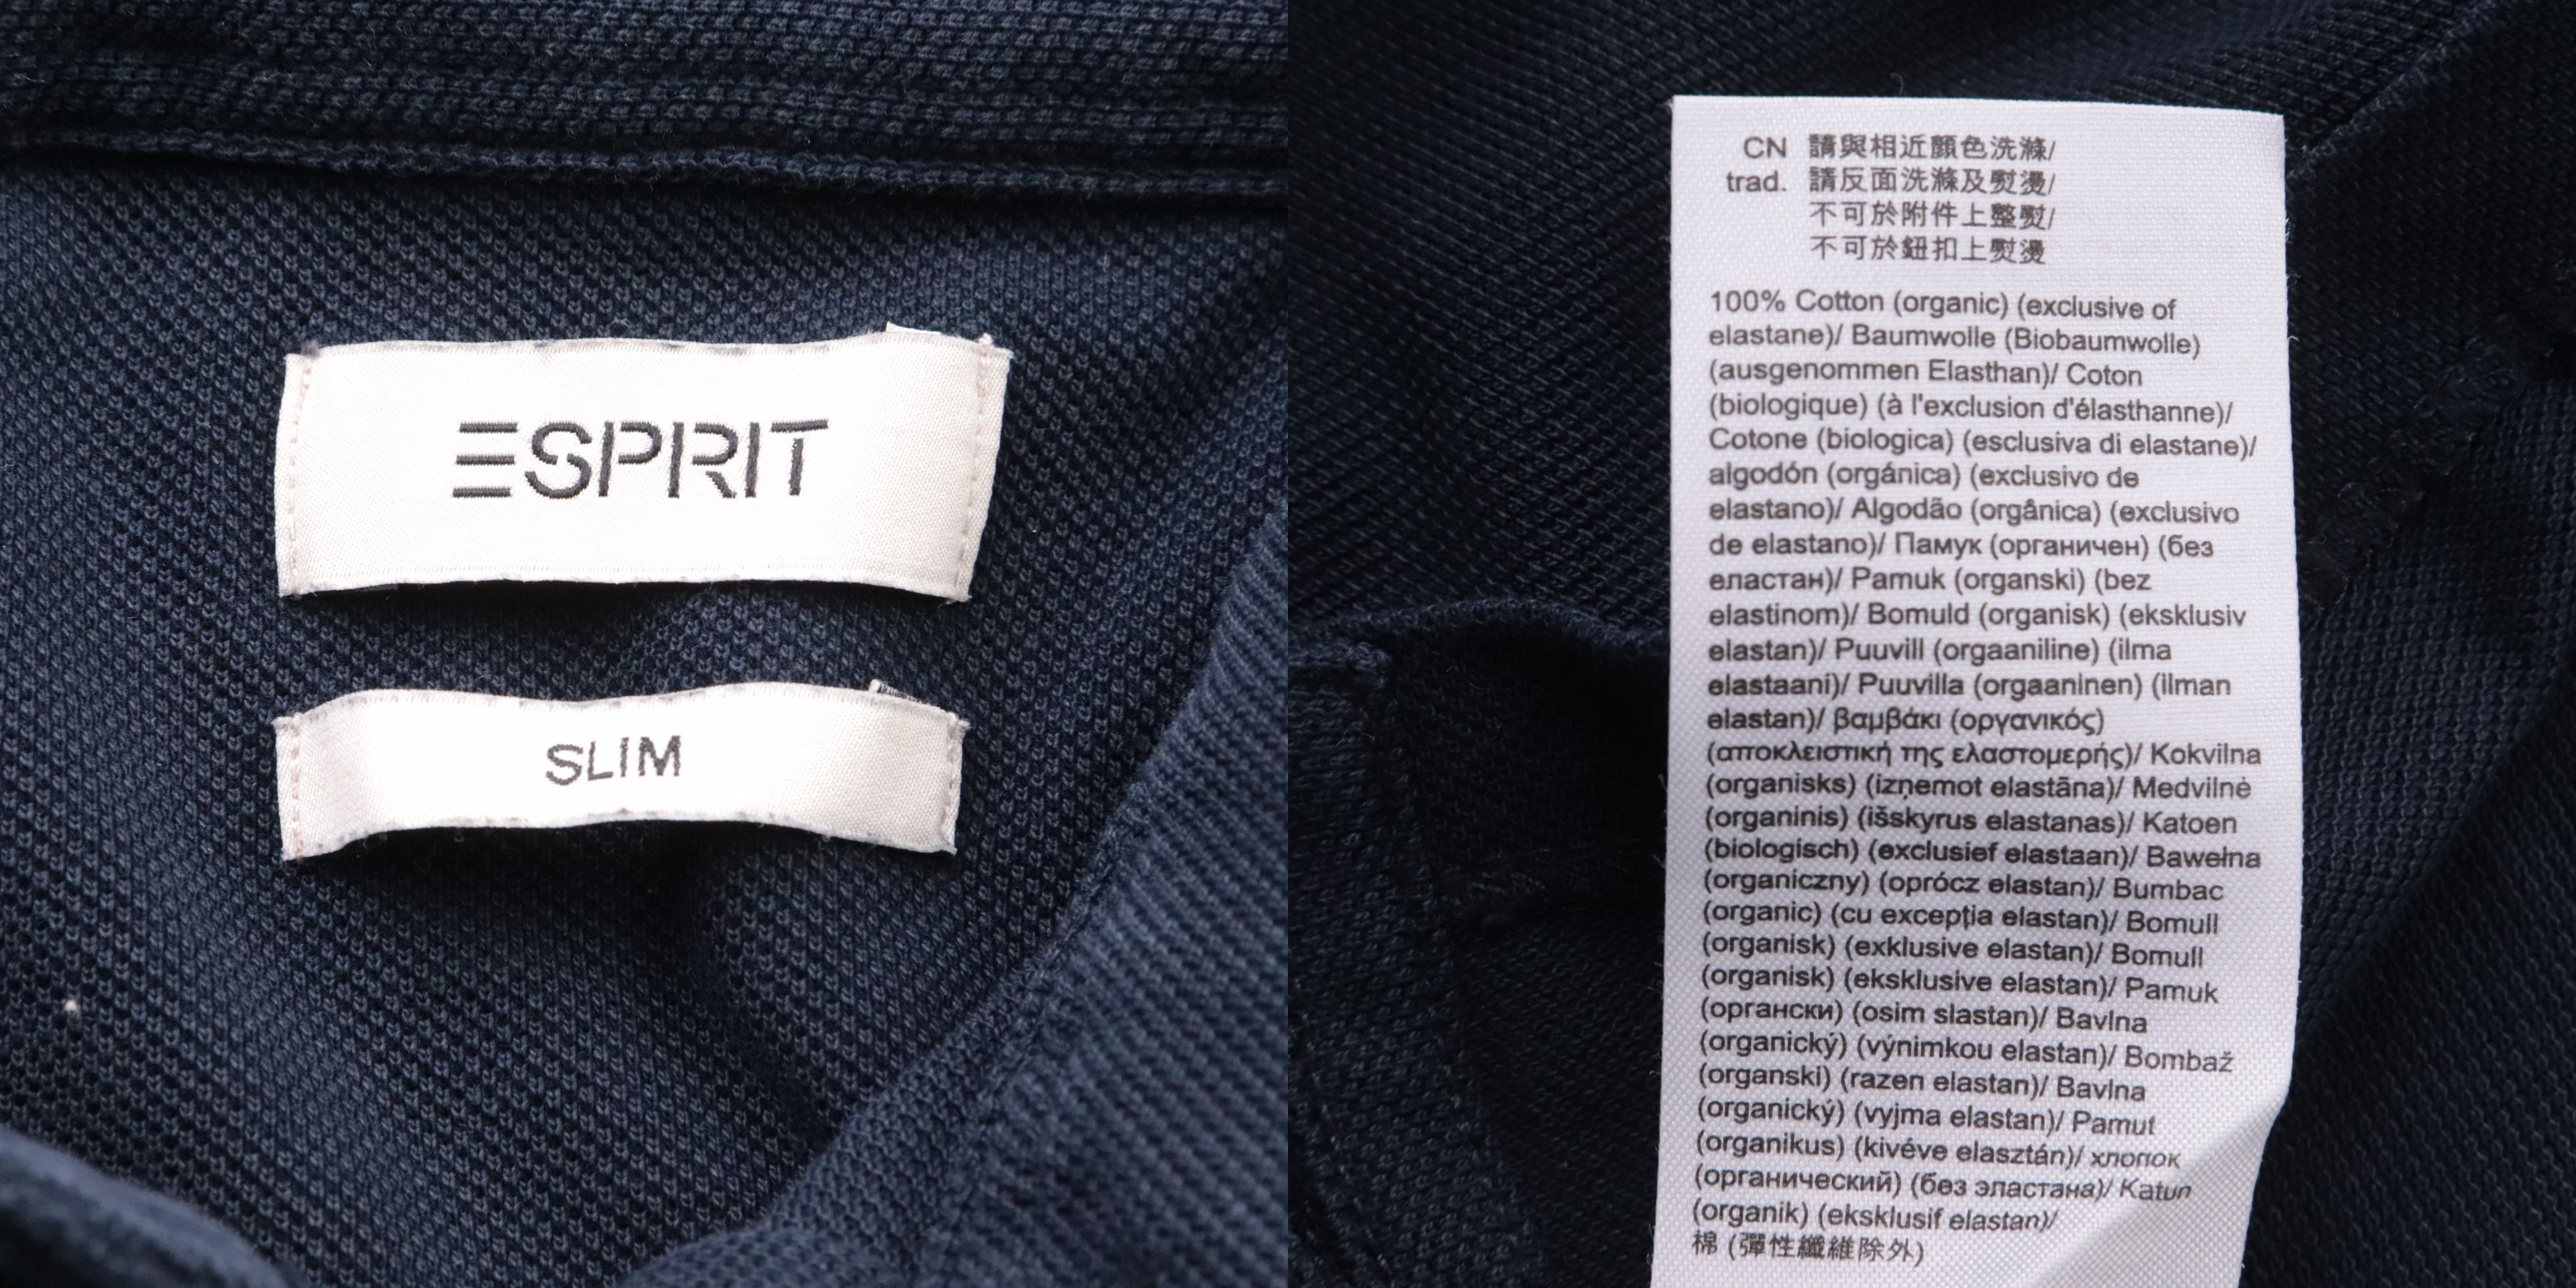 ESPRIT
SLIM
CN 請與相近顏色洗滌/
trad. 請反面洗滌及熨燙/
不可於附件上整熨/
不可於鈕扣上熨燙
100% Cotton (organic) (exclusive of
elastane)/ Baumwolle (Biobaumwolle)
(ausgenommen Elasthan)/ Coton
(biologique) (à l'exclusion d'élasthanne)/
Cotone (biologica) (esclusiva di elastane)/
algodón (orgánica) (exclusivo de
elastano)/ Algodão (orgânica) (exclusivo
de elastano)/ Памук (органичен) (без
еластан)/ Pamuk (organski) (bez
elastinom)/ Bomuld (organisk) (eksklusiv
elastan)/ Puuvill (orgaaniline) (ilma
elastaani)/ Puuvilla (orgaaninen) (ilman
elastan)/ βαμβάκι (οργανικός)
(αποκλειστική της ελαστομερής)/ Kokvilna
(organisks) (izņemot elastāna)/ Medvilnė
(organinis) (išskyrus elastanas)/ Katoen
(biologisch) (exclusief elastaan)/ Bawełna
(organiczny) (oprócz elastan)/ Bumbac
(organic) (cu excepția elastan)/ Bomull
(organisk) (exklusive elastan)/ Bomull
(organisk) (eksklusive elastan)/ Pamuk
(органски) (osim slastan)/ Bavlna
(organický) (výnimkou elastan)/ Bombaž
(organski) (razen elastan)/ Bavlna
(organický) (vyjma elastan)/ Pamut
(organikus) (kivéve elasztán)/ хлопок
(органический) (без эластана)/ Katun
(organik) (eksklusif elastan)/
棉 (彈性纖維除外)